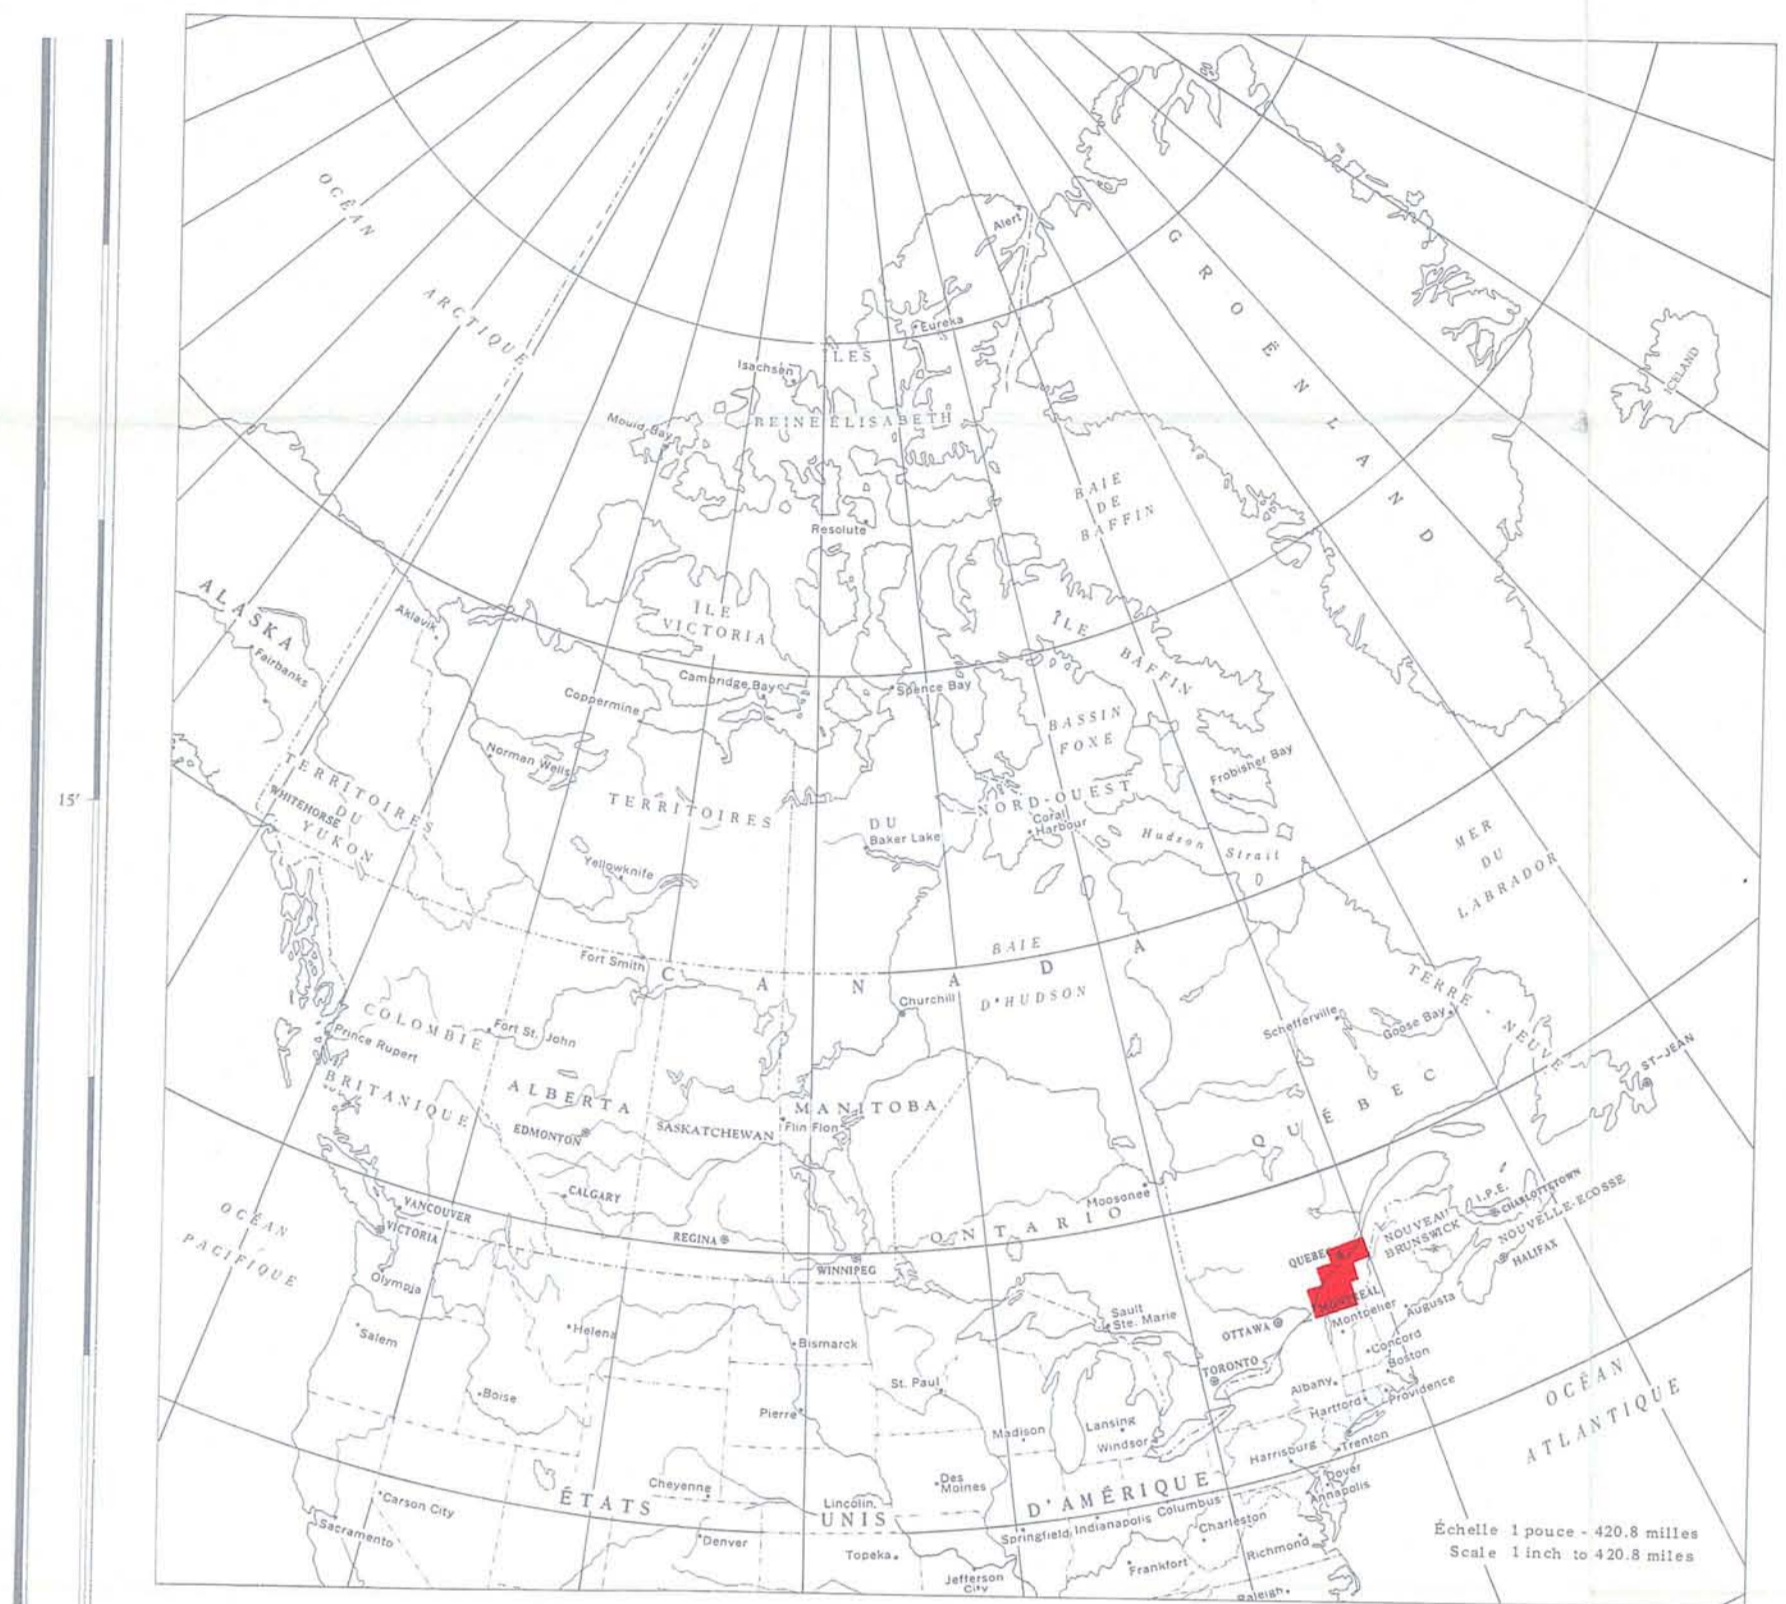 OCÉAN
ARCTIQUE
GROËNLAND
ICELAND
Alert
Eureka
ÎLES
Isachsen
REINE ÉLISABETH
Mould Bay
BAIE
DE
BAFFIN
Resolute
ALASKA
Aklavik
ÎLE
VICTORIA
ÎLE
BAFFIN
Fairbanks
Cambridge Bay
Spence Bay
Coppermine
BASSIN
FOXE
Norman Wells
Frobisher Bay
TERRITOIRES
DU
YUKON
WHITEHORSE
15'
TERRITOIRES
DU
NORD-OUEST
Baker Lake
Coral
Harbour
Hudson Strait
MER
DU
LABRADOR
Yellowknife
BAIE
D'HUDSON
Fort Smith
CANADA
Churchill
TERRE-NEUVE
COLOMBIE
BRITANIQUE
Prince Rupert
Fort St. John
Schefferville
Goose Bay
ST-JEAN
ALBERTA
MANITOBA
EDMONTON
SASKATCHEWAN
Flin Flon
QUÉBEC
CALGARY
Moosonee
I.P.E.
CHARLOTTETOWN
VANCOUVER
VICTORIA
OCÉAN
PACIFIQUE
REGINA
ONTARIO
NOUVEAU
BRUNSWICK
NOUVELLE-ECOSSE
HALIFAX
WINNIPEG
QUEBEC
MONTREAL
Olympia
Montpelier
Augusta
Salem
Helena
Bismarck
Sault
Ste. Marie
OTTAWA
Concord
Boston
TORONTO
Boise
St. Paul
Albany
Providence
Hartford
Pierre
Madison
Lansing
Windsor
Harrisburg
Trenton
OCÉAN
ATLANTIQUE
Carson City
Cheyenne
Des
Moines
Dover
Annapolis
ÉTATS
UNIS
D'AMÉRIQUE
Lincoln
Springfield
Indianapolis
Columbus
Charleston
Sacramento
Denver
Topeka
Frankfort
Richmond
Jefferson
City
Raleigh
Échelle 1 pouce - 420.8 milles
Scale 1 inch to 420.8 miles